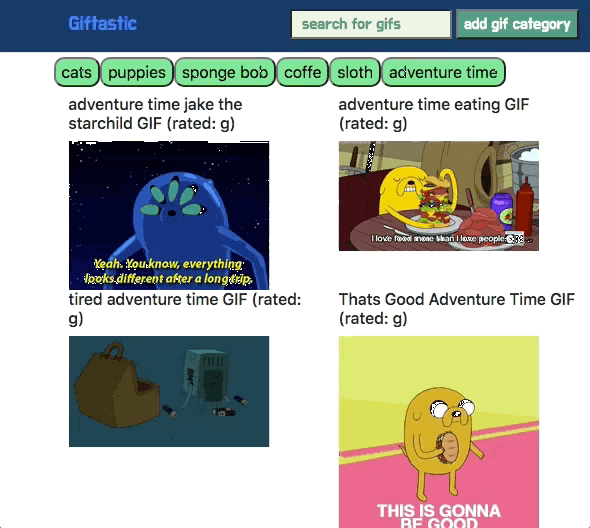 Giftastic
search for gifs
add gif category
cats
puppies
sponge bob
coffe
sloth
adventure time
adventure time jake the
starchild GIF (rated: g)
Yeah. You know, everything
looks different after a long trip.
adventure time eating GIF
(rated: g)
I love food more than I love people
tired adventure time GIF (rated:
g)
Thats Good Adventure Time GIF
(rated: g)
THIS IS GONNA
BE GOOD